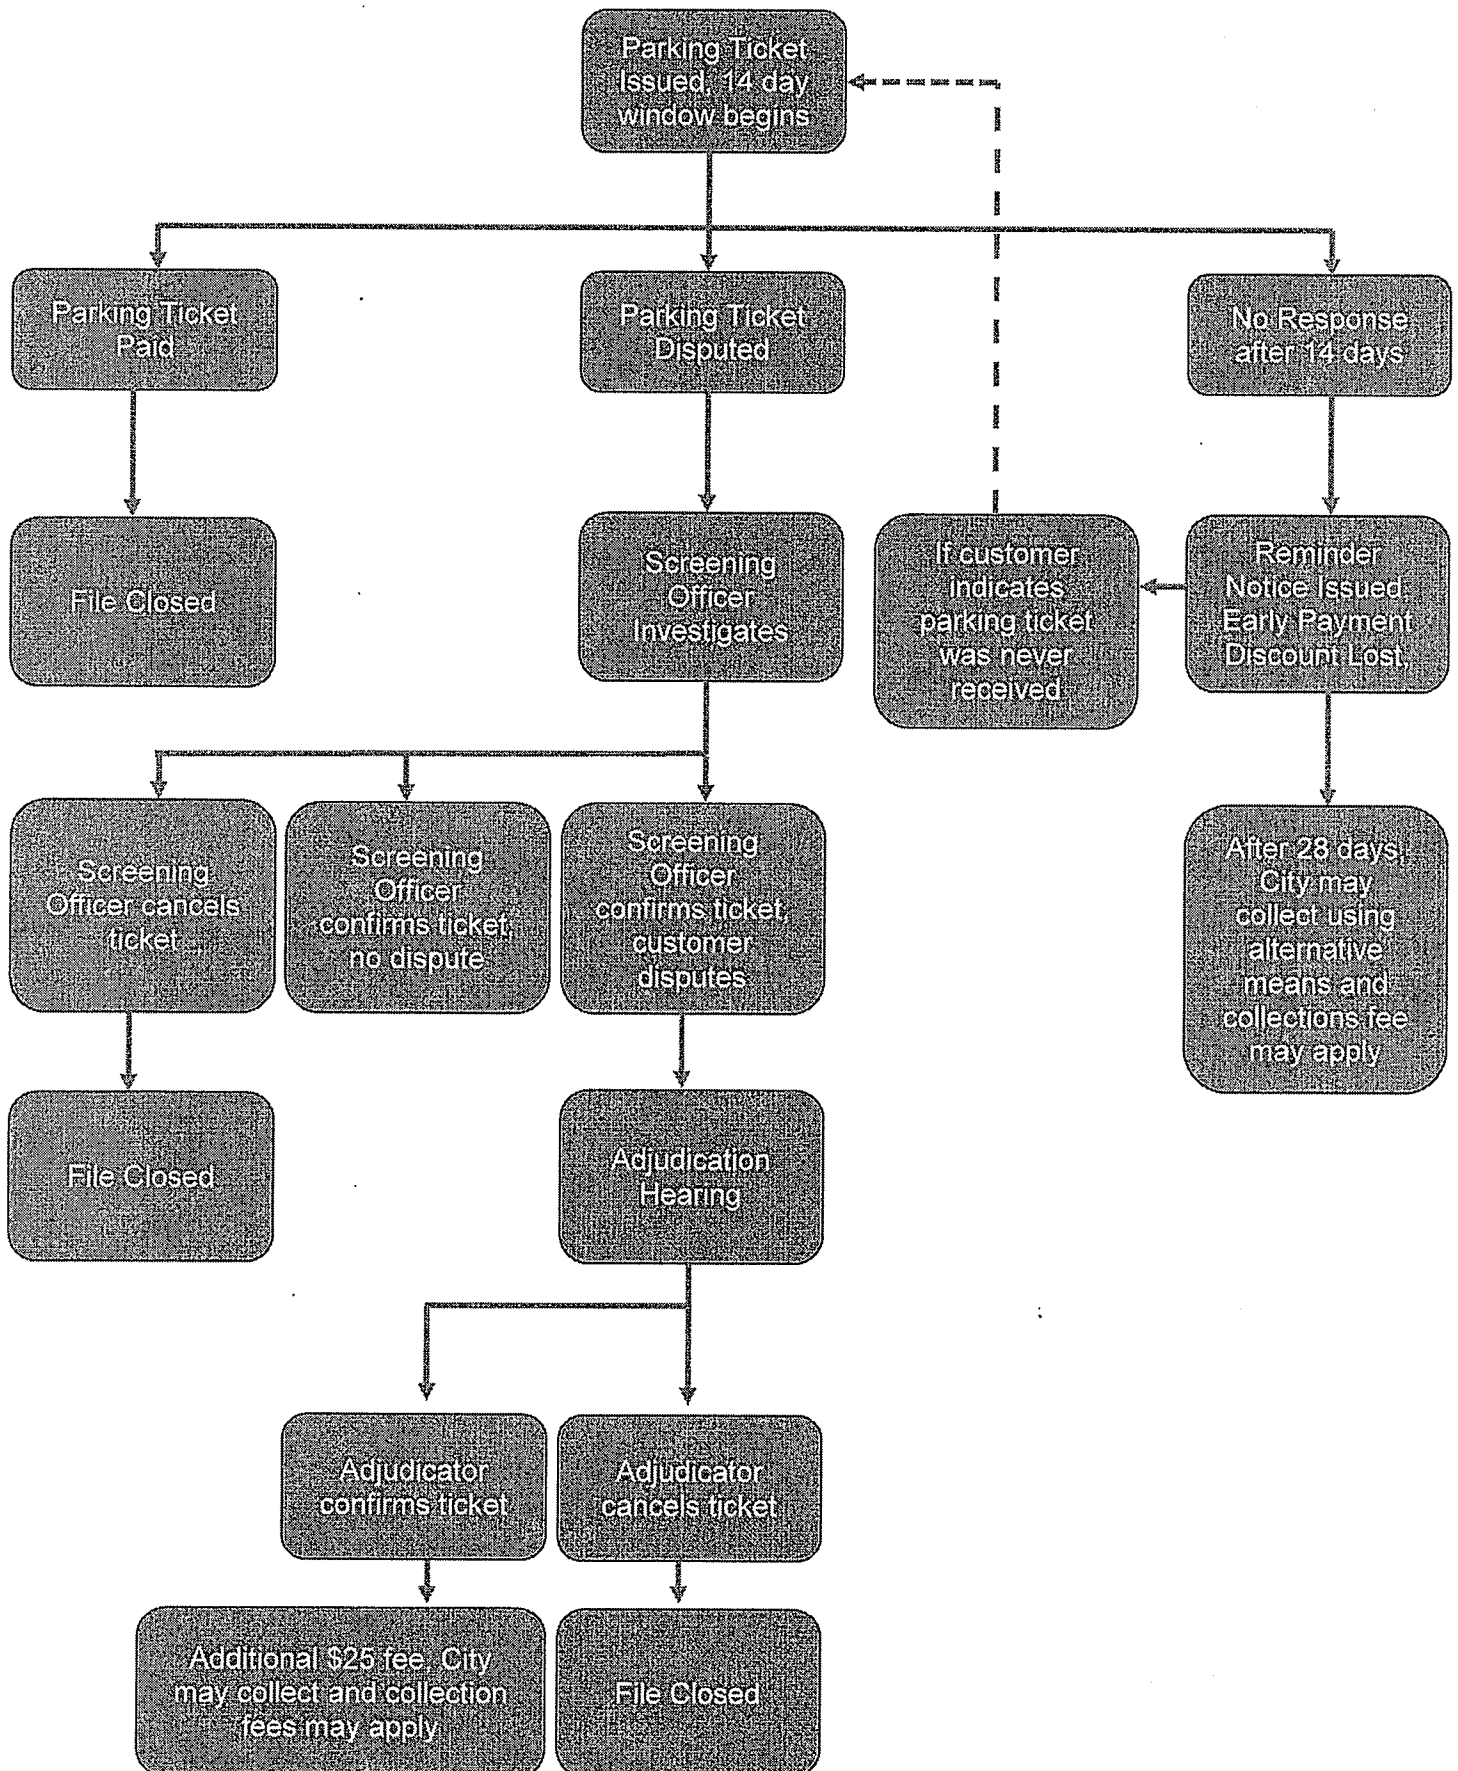 Parking Ticket
Issued, 14 day
window begins
Parking Ticket
Paid
Parking Ticket
Disputed
No Response
after 14 days
File Closed
Screening
Officer
Investigates
If customer
indicates
parking ticket
was never
received
Reminder
Notice Issued.
Early Payment
Discount Lost,
Screening
Officer cancels
ticket
Screening
Officer
confirms ticket,
no dispute
Screening
Officer
confirms ticket,
customer
disputes
After 28 days,
City may
collect using
alternative
means and
collections fee
may apply
File Closed
Adjudication
Hearing
Adjudicator
confirms ticket
Adjudicator
cancels ticket
Additional $25 fee. City
may collect and collection
fees may apply
File Closed